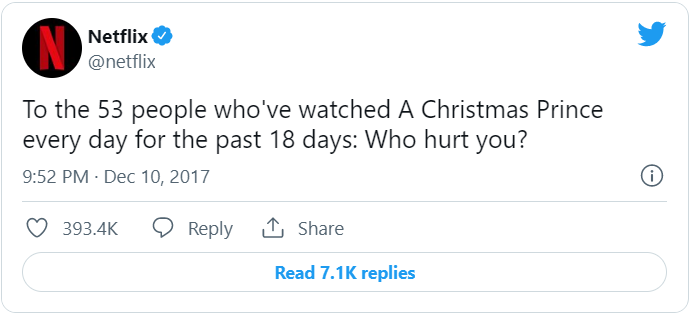 Netflix
@netflix
To the 53 people who've watched A Christmas Prince
every day for the past 18 days: Who hurt you?
9:52 PM · Dec 10, 2017
393.4K Reply Share
Read 7.1K replies